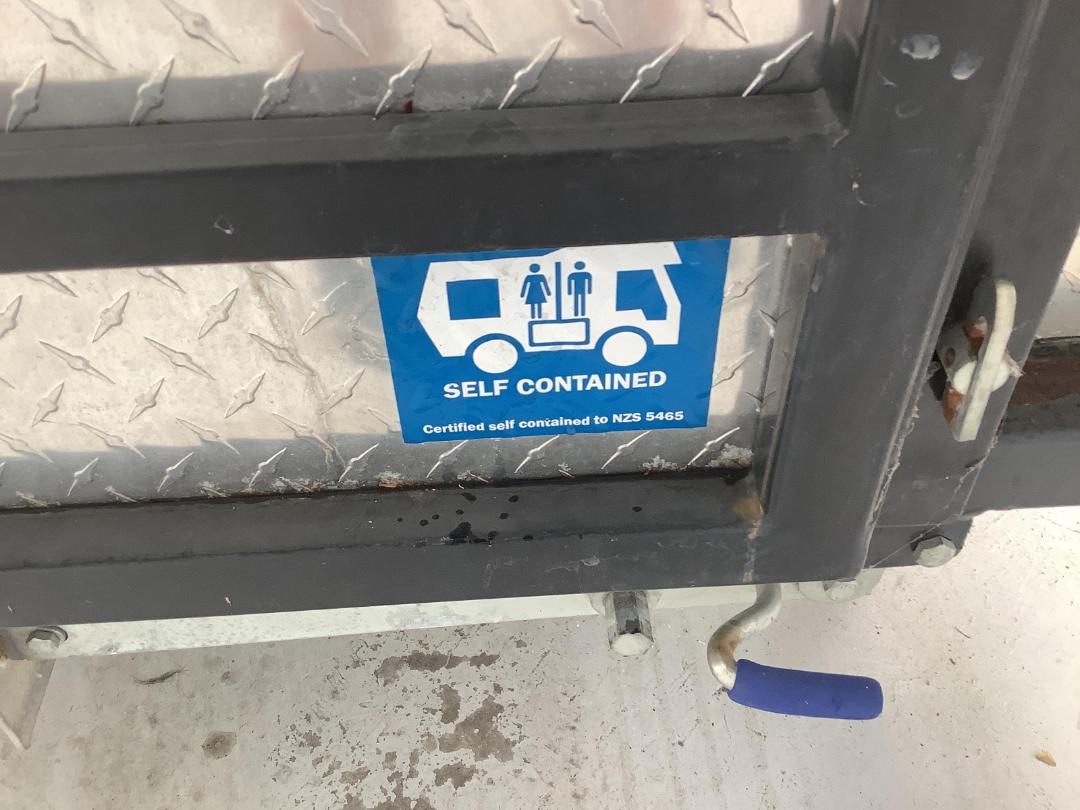 SELF CONTAINED
Certified self contained to NZS 5465